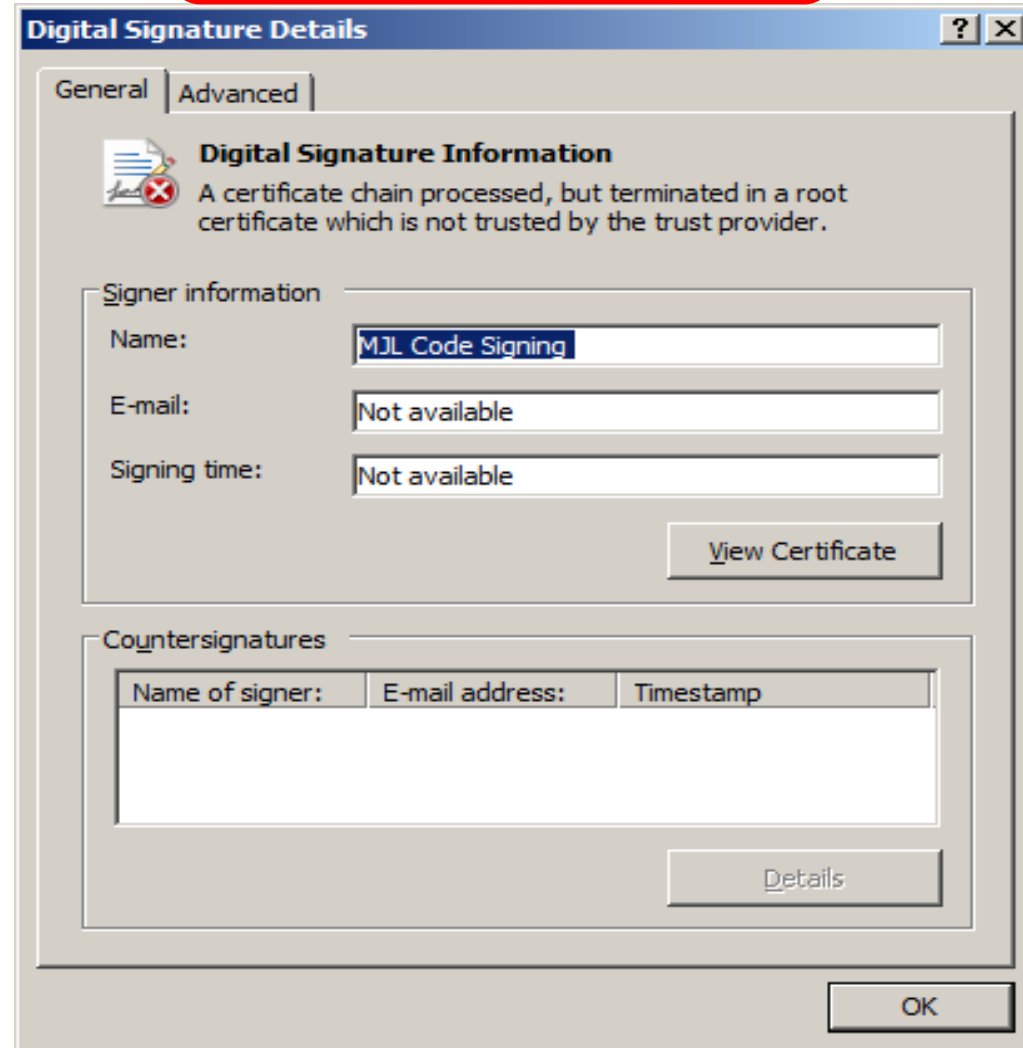 Digital Signature Details
General Advanced
Digital Signature Information
A certificate chain processed, but terminated in a root
certificate which is not trusted by the trust provider.
Signer information
Name: MJL Code Signing
E-mail: Not available
Signing time: Not available
View Certificate
Countersignatures
Name of signer: E-mail address: Timestamp
Details
OK